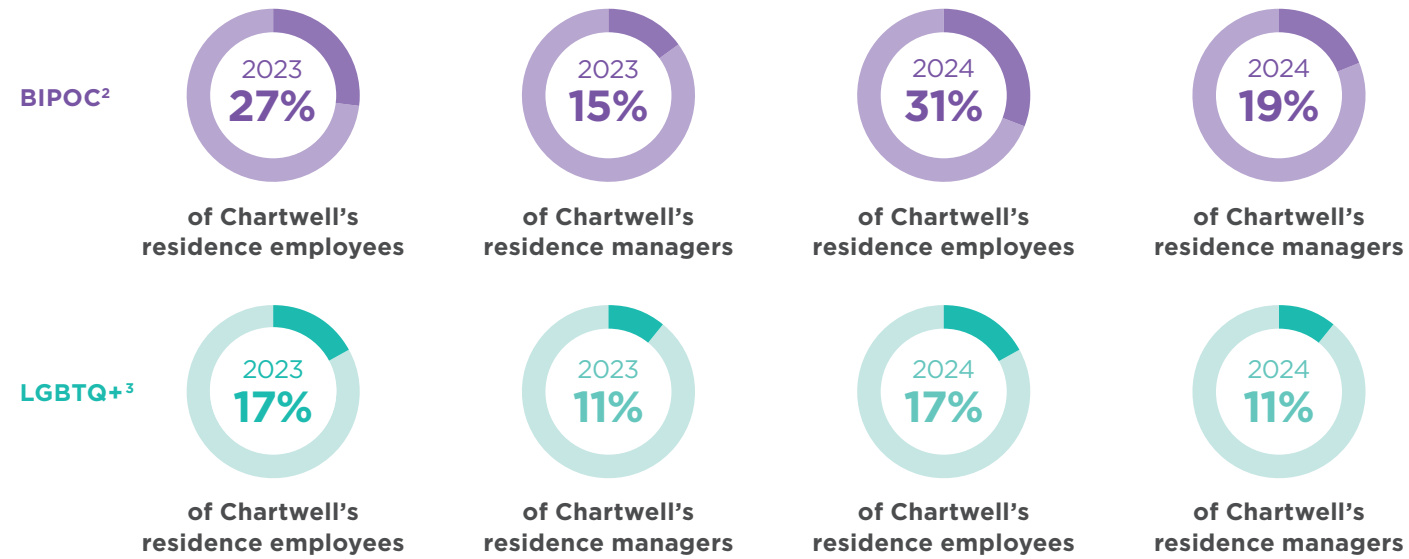 BIPOC²
2023
27%
of Chartwell’s
residence employees
2023
15%
of Chartwell’s
residence managers
2024
31%
of Chartwell’s
residence employees
2024
19%
of Chartwell’s
residence managers
LGBTQ+³
2023
17%
of Chartwell’s
residence employees
2023
11%
of Chartwell’s
residence managers
2024
17%
of Chartwell’s
residence employees
2024
11%
of Chartwell’s
residence managers